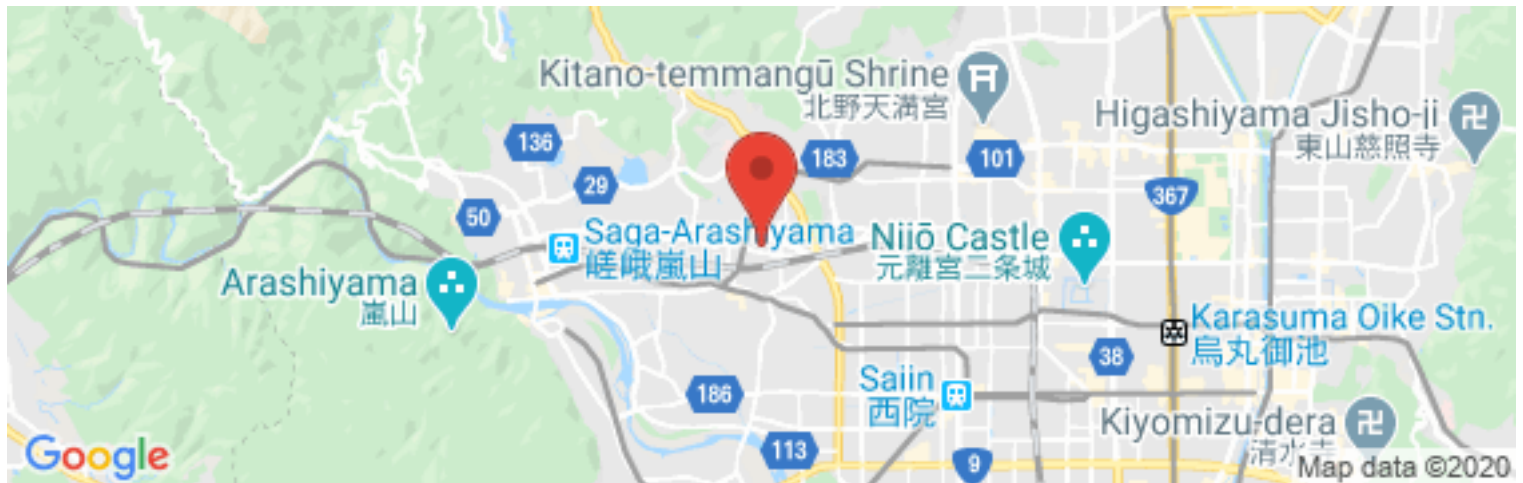 Kitano-temmangū Shrine
北野天満宮
Higashiyama Jisho-ji
東山慈照寺
136
183
101
29
367
50
Saga-Arashiyama
嵯峨嵐山
Nijō Castle
元離宮二条城
Arashiyama
嵐山
Karasuma Oike Stn.
烏丸御池
38
Saiin
西院
186
Kiyomizu-dera
清水寺
113
9
Google
Map data ©2020